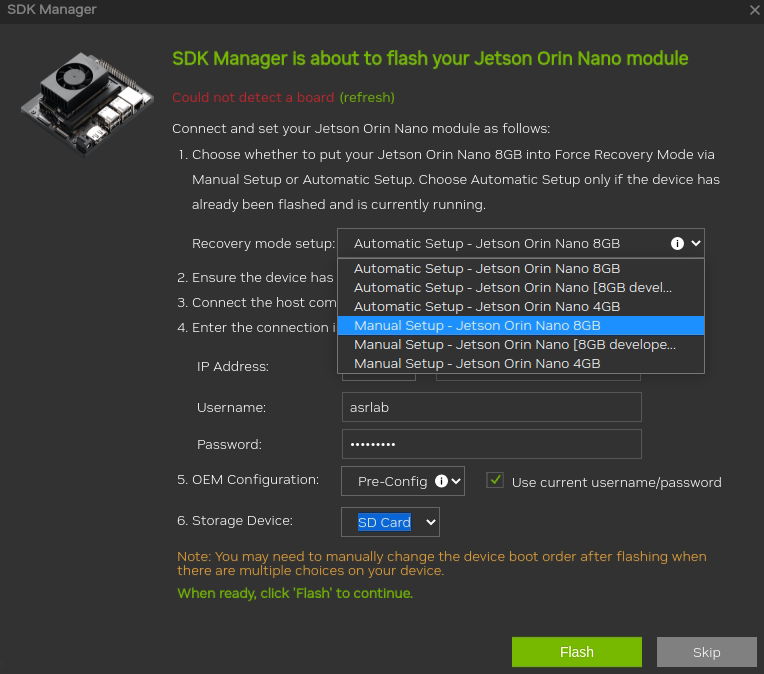 SDK Manager
SDK Manager is about to flash your Jetson Orin Nano module
Could not detect a board (refresh)
Connect and set your Jetson Orin Nano module as follows:
1. Choose whether to put your Jetson Orin Nano 8GB into Force Recovery Mode via
Manual Setup or Automatic Setup. Choose Automatic Setup only if the device has
already been flashed and is currently running.
Recovery mode setup: Automatic Setup - Jetson Orin Nano 8GB
Automatic Setup - Jetson Orin Nano 8GB
Automatic Setup - Jetson Orin Nano [8GB devel...
Automatic Setup - Jetson Orin Nano 4GB
Manual Setup - Jetson Orin Nano 8GB
Manual Setup - Jetson Orin Nano [8GB develope...
Manual Setup - Jetson Orin Nano 4GB
2. Ensure the device has
3. Connect the host com
4. Enter the connection i
IP Address:
Username: asrlab
Password: •••••••••
5. OEM Configuration: Pre-Config Use current username/password
6. Storage Device: SD Card
Note: You may need to manually change the device boot order after flashing when
there are multiple choices on your device.
When ready, click 'Flash' to continue.
Flash Skip